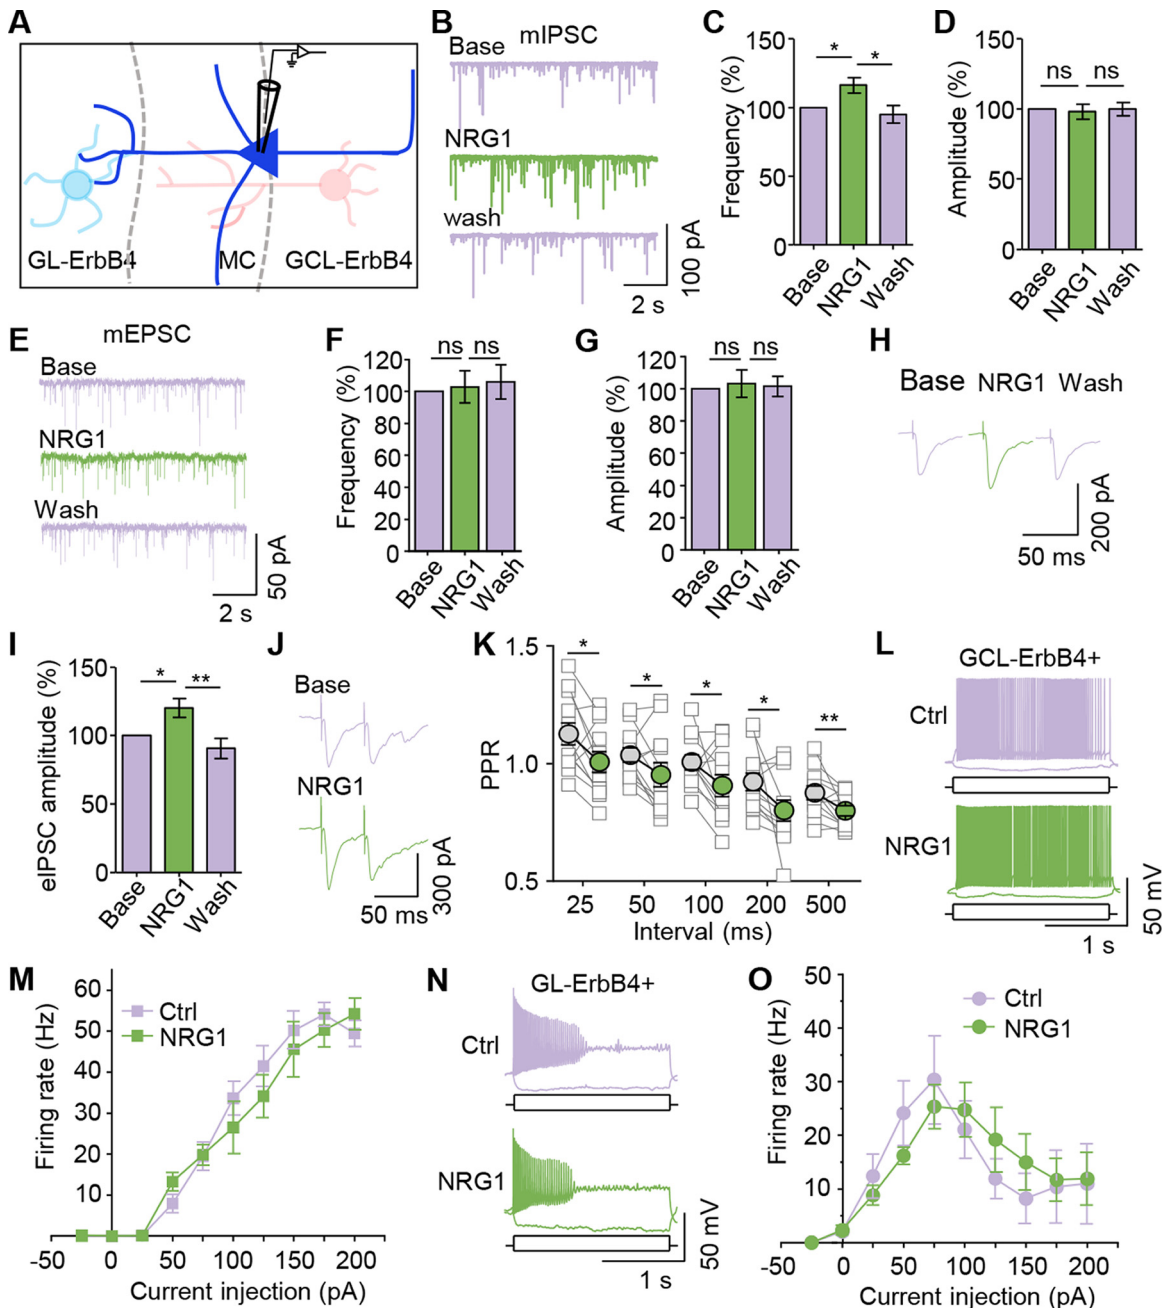 A
GL-ErbB4
MC
GCL-ErbB4
B
mIPSC
Base
NRG1
wash
100 pA
2 s
C
Frequency (%)
150
100
50
0
*
*
Base
NRG1
Wash
D
Amplitude (%)
150
100
50
0
ns
ns
Base
NRG1
Wash
E
mEPSC
Base
NRG1
Wash
50 pA
2 s
F
Frequency (%)
120
100
80
60
40
20
0
ns
ns
Base
NRG1
Wash
G
Amplitude (%)
120
100
80
60
40
20
0
ns
ns
Base
NRG1
Wash
H
Base NRG1 Wash
200 pA
50 ms
I
eIPSC amplitude (%)
150
100
50
0
*
**
Base
NRG1
Wash
J
Base
NRG1
300 pA
50 ms
K
PPR
1.5
1.0
0.5
*
*
*
*
**
25 50 100 200 500
Interval (ms)
L
GCL-ErbB4+
Ctrl
NRG1
50 mV
1 s
M
Firing rate (Hz)
60
50
40
30
20
10
Ctrl
NRG1
-50 0 50 100 150 200
Current injection (pA)
N
GL-ErbB4+
Ctrl
NRG1
50 mV
1 s
O
Firing rate (Hz)
50
40
30
20
10
Ctrl
NRG1
-50 0 50 100 150 200
Current injection (pA)